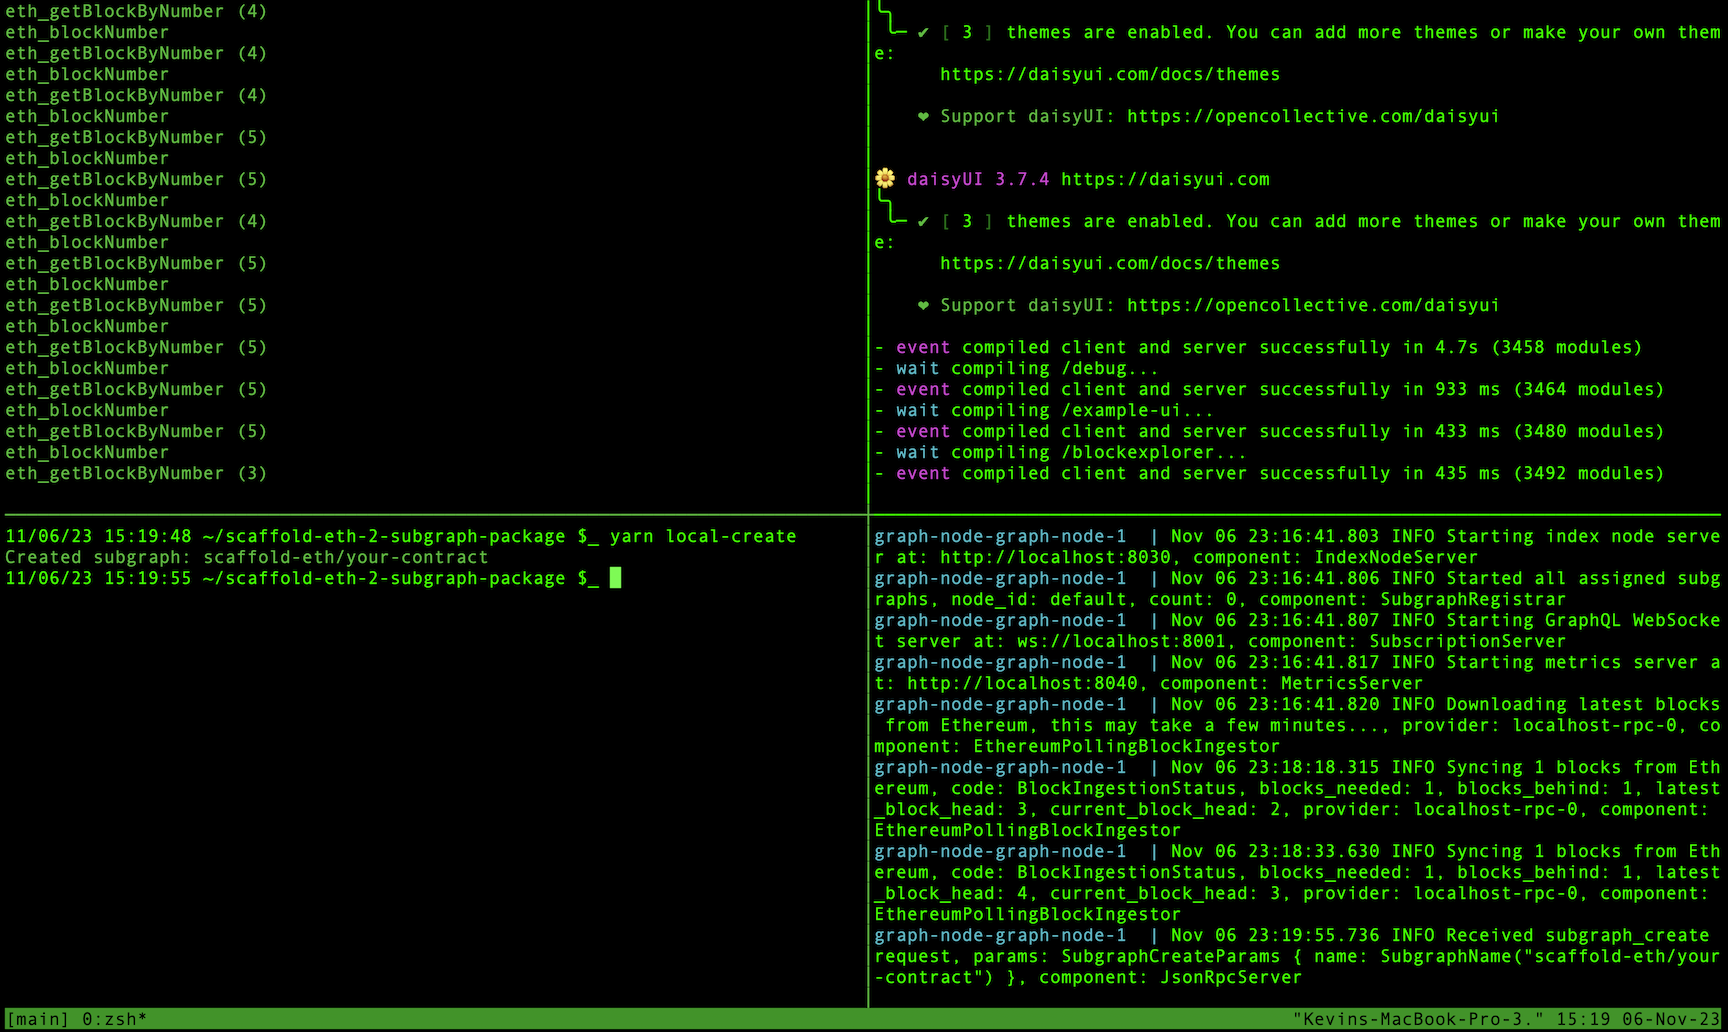 eth_getBlockByNumber (4)
eth_blockNumber
eth_getBlockByNumber (4)
eth_blockNumber
eth_getBlockByNumber (4)
eth_blockNumber
eth_getBlockByNumber (5)
eth_blockNumber
eth_getBlockByNumber (5)
eth_blockNumber
eth_getBlockByNumber (4)
eth_blockNumber
eth_getBlockByNumber (5)
eth_blockNumber
eth_getBlockByNumber (5)
eth_blockNumber
eth_getBlockByNumber (5)
eth_blockNumber
eth_getBlockByNumber (5)
eth_blockNumber
eth_getBlockByNumber (5)
eth_blockNumber
eth_getBlockByNumber (3)
✔ [ 3 ] themes are enabled. You can add more themes or make your own them
e:
https://daisyui.com/docs/themes
❤ Support daisyUI: https://opencollective.com/daisyui
🌼 daisyUI 3.7.4 https://daisyui.com
✔ [ 3 ] themes are enabled. You can add more themes or make your own them
e:
https://daisyui.com/docs/themes
❤ Support daisyUI: https://opencollective.com/daisyui
- event compiled client and server successfully in 4.7s (3458 modules)
- wait compiling /debug...
- event compiled client and server successfully in 933 ms (3464 modules)
- wait compiling /example-ui...
- event compiled client and server successfully in 433 ms (3480 modules)
- wait compiling /blockexplorer...
- event compiled client and server successfully in 435 ms (3492 modules)
11/06/23 15:19:48 ~/scaffold-eth-2-subgraph-package $_ yarn local-create
Created subgraph: scaffold-eth/your-contract
11/06/23 15:19:55 ~/scaffold-eth-2-subgraph-package $_
graph-node-graph-node-1  | Nov 06 23:16:41.803 INFO Starting index node serve
r at: http://localhost:8030, component: IndexNodeServer
graph-node-graph-node-1  | Nov 06 23:16:41.806 INFO Started all assigned subg
raphs, node_id: default, count: 0, component: SubgraphRegistrar
graph-node-graph-node-1  | Nov 06 23:16:41.807 INFO Starting GraphQL WebSocke
t server at: ws://localhost:8001, component: SubscriptionServer
graph-node-graph-node-1  | Nov 06 23:16:41.817 INFO Starting metrics server a
t: http://localhost:8040, component: MetricsServer
graph-node-graph-node-1  | Nov 06 23:16:41.820 INFO Downloading latest blocks
from Ethereum, this may take a few minutes..., provider: localhost-rpc-0, co
mponent: EthereumPollingBlockIngestor
graph-node-graph-node-1  | Nov 06 23:18:18.315 INFO Syncing 1 blocks from Eth
ereum, code: BlockIngestionStatus, blocks_needed: 1, blocks_behind: 1, latest
_block_head: 3, current_block_head: 2, provider: localhost-rpc-0, component:
EthereumPollingBlockIngestor
graph-node-graph-node-1  | Nov 06 23:18:33.630 INFO Syncing 1 blocks from Eth
ereum, code: BlockIngestionStatus, blocks_needed: 1, blocks_behind: 1, latest
_block_head: 4, current_block_head: 3, provider: localhost-rpc-0, component:
EthereumPollingBlockIngestor
graph-node-graph-node-1  | Nov 06 23:19:55.736 INFO Received subgraph_create
request, params: SubgraphCreateParams { name: SubgraphName("scaffold-eth/your
-contract") }, component: JsonRpcServer
[main] 0:zsh*
"Kevins-MacBook-Pro-3." 15:19 06-Nov-23